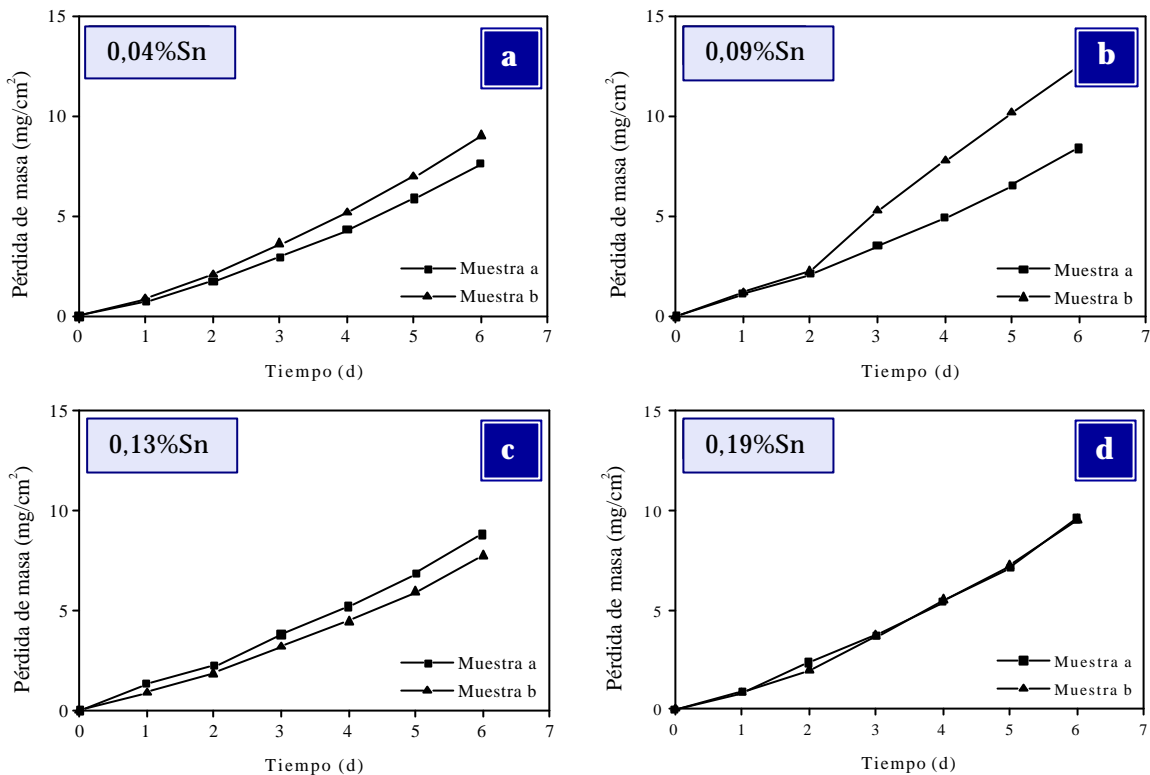 0,04%Sn
a
Pérdida de masa (mg/cm²)
15
10
5
0
Muestra a
Muestra b
0 1 2 3 4 5 6 7
Tiempo (d)
0,09%Sn
b
Pérdida de masa (mg/cm²)
15
10
5
0
Muestra a
Muestra b
0 1 2 3 4 5 6 7
Tiempo (d)
0,13%Sn
c
Pérdida de masa (mg/cm²)
15
10
5
0
Muestra a
Muestra b
0 1 2 3 4 5 6 7
Tiempo (d)
0,19%Sn
d
Pérdida de masa (mg/cm²)
15
10
5
0
Muestra a
Muestra b
0 1 2 3 4 5 6 7
Tiempo (d)